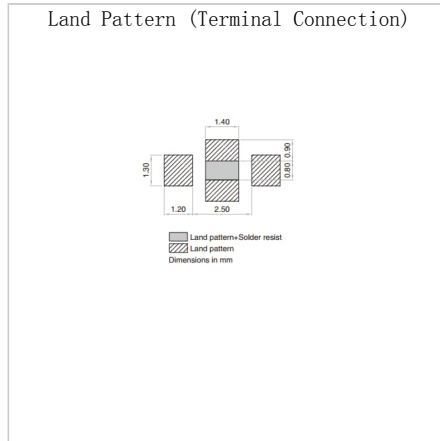 Land Pattern (Terminal Connection)
1.40
0.90
0.80
1.30
1.20
2.50
Land pattern+Solder resist
Land pattern
Dimensions in mm